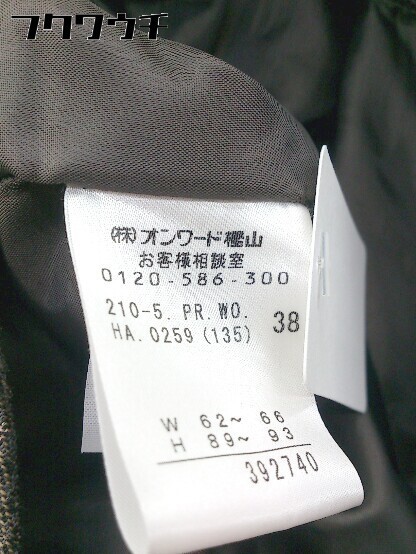 フクウウチ
(株)オンワード樫山
お客様相談室
0120-586-300
210-5. PR. WO.
HA. 0259 (135) 38
W 62~ 66
H 89~ 93
392740